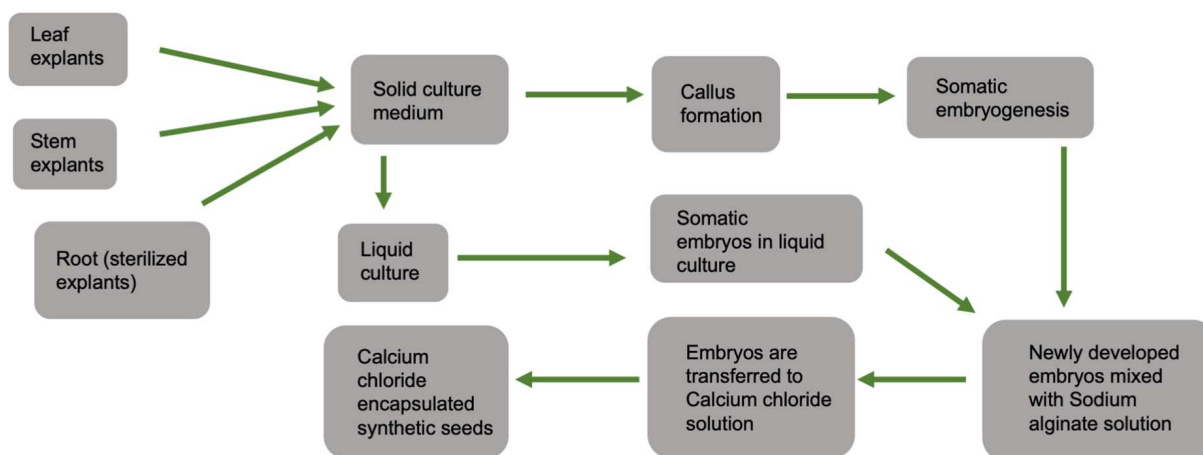 Leaf
explants
Stem
explants
Root (sterilized
explants)
Solid culture
medium
Callus
formation
Somatic
embryogenesis
Liquid
culture
Somatic
embryos in liquid
culture
Newly developed
embryos mixed
with Sodium
alginate solution
Embryos are
transferred to
Calcium chloride
solution
Calcium
chloride
encapsulated
synthetic seeds